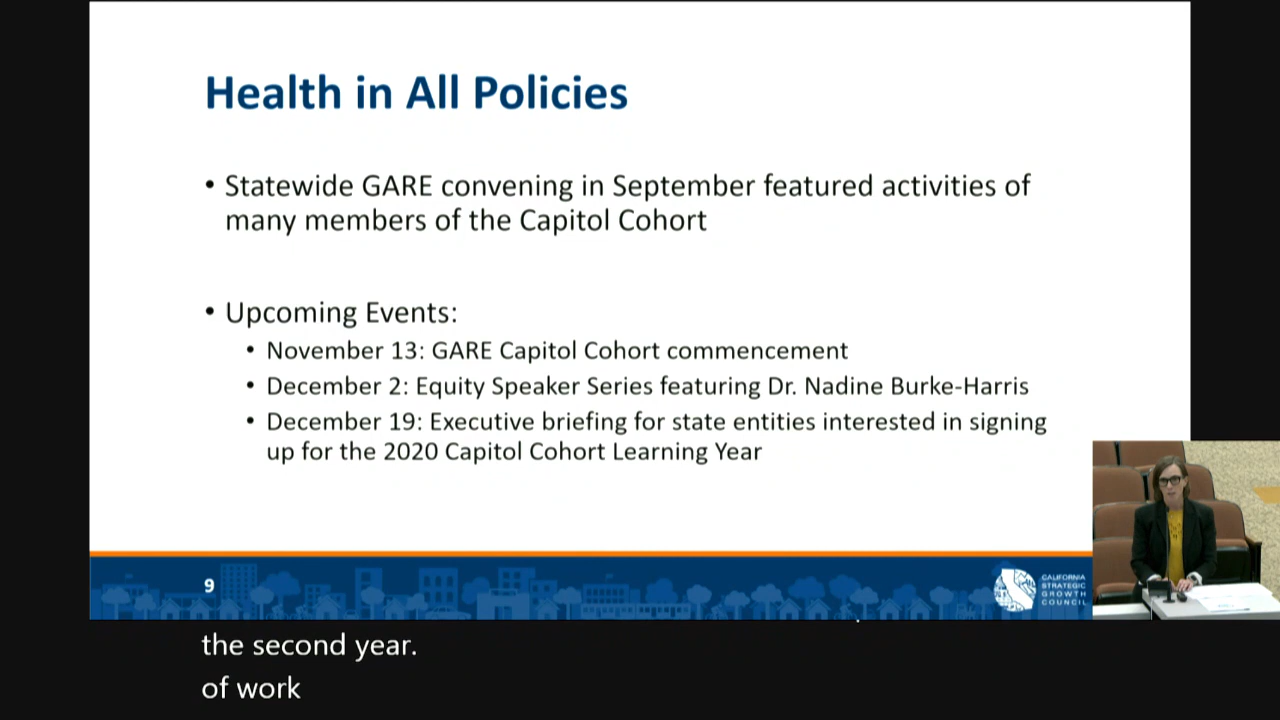 Health in All Policies
• Statewide GARE convening in September featured activities of
many members of the Capitol Cohort
• Upcoming Events:
• November 13: GARE Capitol Cohort commencement
• December 2: Equity Speaker Series featuring Dr. Nadine Burke-Harris
• December 19: Executive briefing for state entities interested in signing
up for the 2020 Capitol Cohort Learning Year
9
CALIFORNIA
STRATEGIC
GROWTH
COUNCIL
the second year.
of work